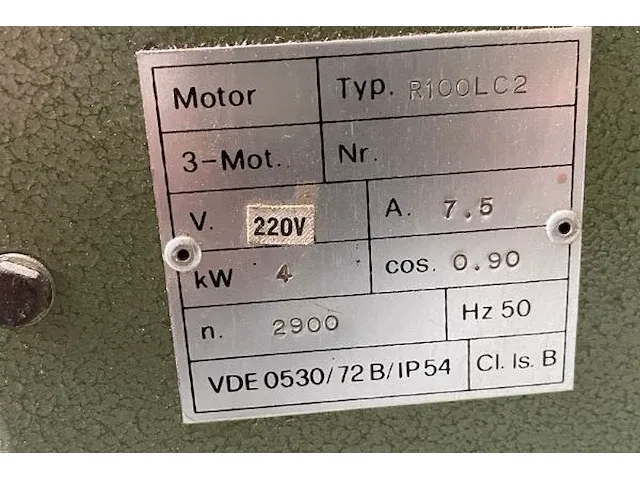 Motor Typ. R100LC2
3-Mot. Nr.
V. 220V A. 7.5
kW 4 cos. 0.90
n. 2900 Hz 50
VDE 0530/72 B/IP54 Cl. Is. B